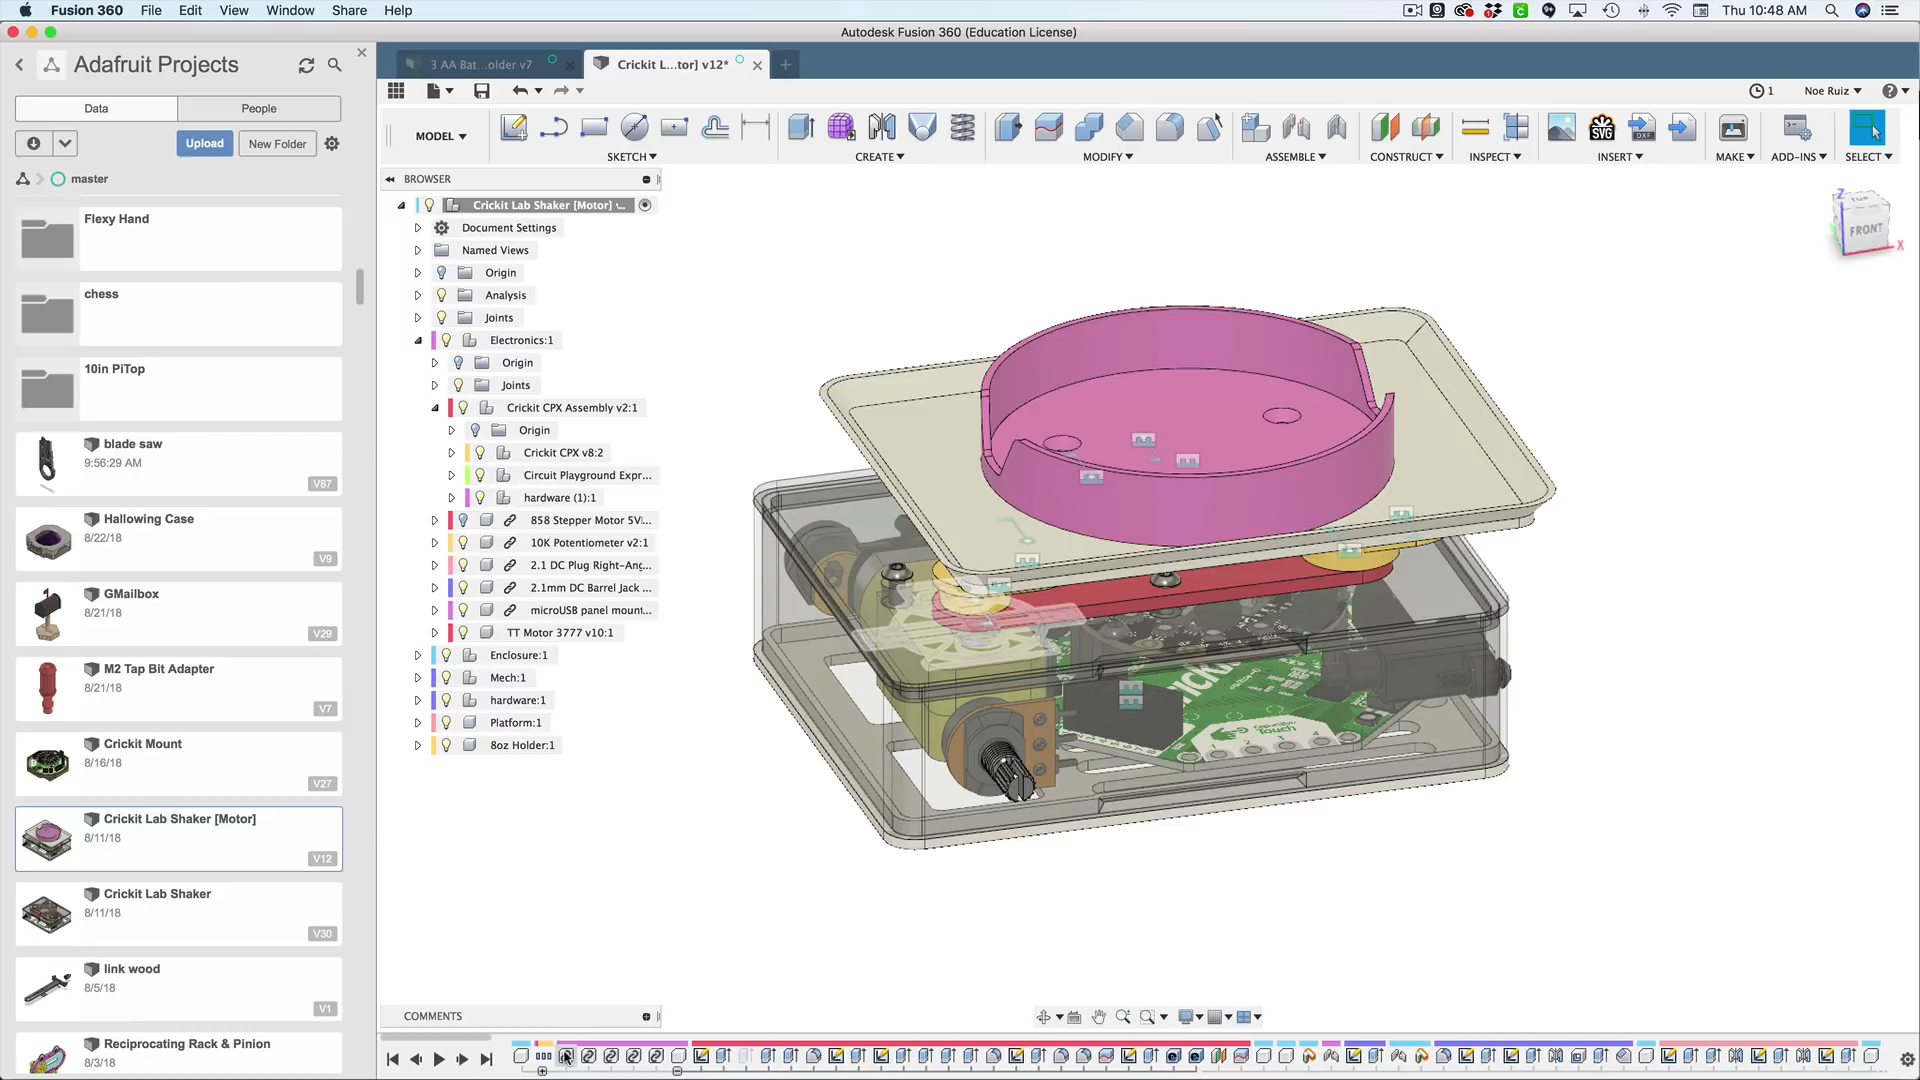 Fusion 360 File Edit View Window Share Help
Thu 10:48 AM
Autodesk Fusion 360 (Education License)
Adafruit Projects
3 AA Bat...older v7
Crickit L...tor] v12*
Data People
1 Noe Ruiz
MODEL
Upload New Folder
SVG DXF
SKETCH CREATE MODIFY ASSEMBLE CONSTRUCT INSPECT INSERT MAKE ADD-INS SELECT
master
BROWSER
Flexy Hand
chess
10in PiTop
blade saw
9:56:29 AM
V87
Hallowing Case
8/22/18
V9
GMailbox
8/21/18
V29
M2 Tap Bit Adapter
8/21/18
V7
Crickit Mount
8/16/18
V27
Crickit Lab Shaker [Motor]
8/11/18
V12
Crickit Lab Shaker
8/11/18
V30
link wood
8/5/18
V1
Reciprocating Rack & Pinion
8/3/18
Crickit Lab Shaker [Motor] ...
Document Settings
Named Views
Origin
Analysis
Joints
Electronics:1
Origin
Joints
Crickit CPX Assembly v2:1
Origin
Crickit CPX v8:2
Circuit Playground Expr...
hardware (1):1
858 Stepper Motor 5V...
10K Potentiometer v2:1
2.1 DC Plug Right-Ang...
2.1mm DC Barrel Jack ...
microUSB panel mount...
TT Motor 3777 v10:1
Enclosure:1
Mech:1
hardware:1
Platform:1
8oz Holder:1
Z
TOP
FRONT
X
Touch
1 2 3 4
COMMENTS